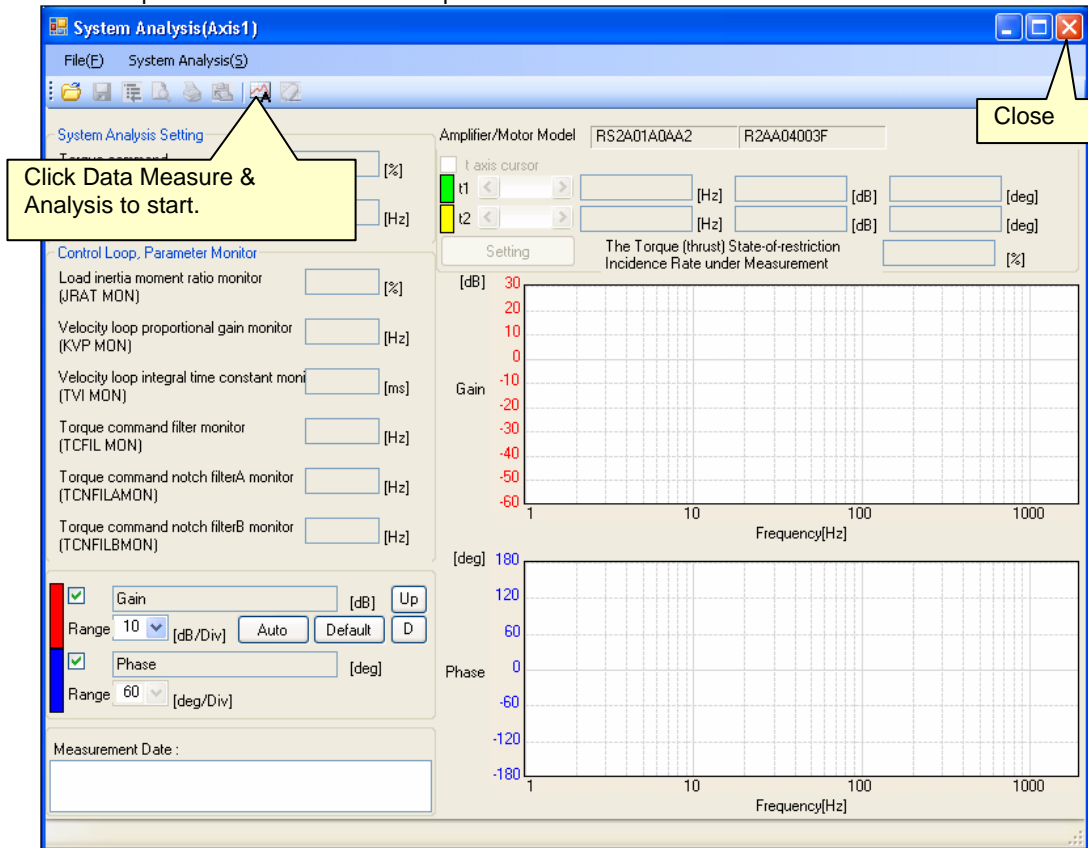 System Analysis(Axis1)
File(F) System Analysis(S)
Close
System Analysis Setting
[%]
[Hz]
Click Data Measure &
Analysis to start.
Amplifier/Motor Model RS2A01A0AA2 R2AA04003F
t axis cursor
t1 [Hz] [dB] [deg]
t2 [Hz] [dB] [deg]
Setting
The Torque (thrust) State-of-restriction
Incidence Rate under Measurement [%]
Control Loop, Parameter Monitor
Load inertia moment ratio monitor
(JRAT MON) [%]
Velocity loop proportional gain monitor
(KVP MON) [Hz]
Velocity loop integral time constant moni
(TVI MON) [ms]
Torque command filter monitor
(TCFIL MON) [Hz]
Torque command notch filterA monitor
(TCNFILAMON) [Hz]
Torque command notch filterB monitor
(TCNFILBMON) [Hz]
Gain [dB] Up
Range 10 [dB/Div] Auto Default D
Phase [deg]
Range 60 [deg/Div]
Measurement Date :
[dB] 30
20
10
0
Gain -10
-20
-30
-40
-50
-60
1 10 100 1000
Frequency[Hz]
[deg] 180
120
60
Phase 0
-60
-120
-180
1 10 100 1000
Frequency[Hz]